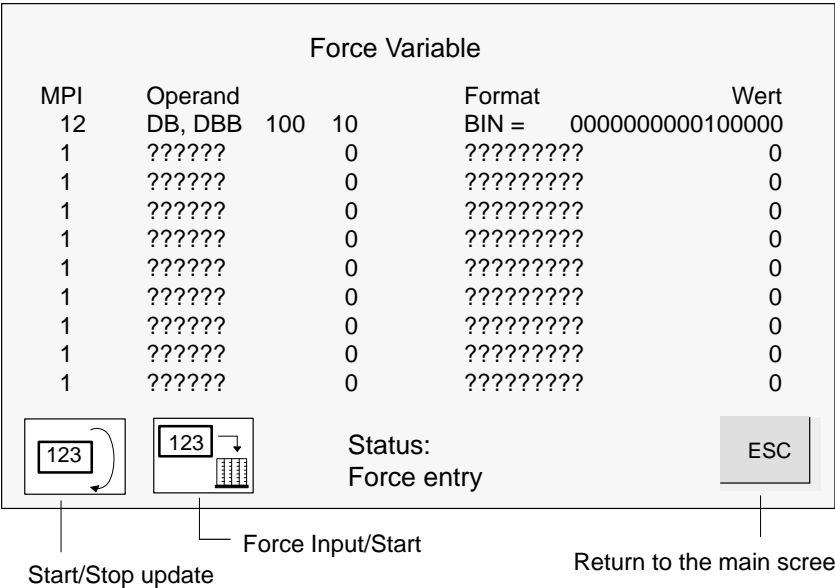 Force Variable
MPI Operand Format Wert
12 DB, DBB 100 10 BIN = 0000000000100000
1 ?????? 0 ????????? 0
1 ?????? 0 ????????? 0
1 ?????? 0 ????????? 0
1 ?????? 0 ????????? 0
1 ?????? 0 ????????? 0
1 ?????? 0 ????????? 0
1 ?????? 0 ????????? 0
1 ?????? 0 ????????? 0
1 ?????? 0 ????????? 0
123 123 Status: ESC
Force entry
Force Input/Start
Start/Stop update Return to the main scree